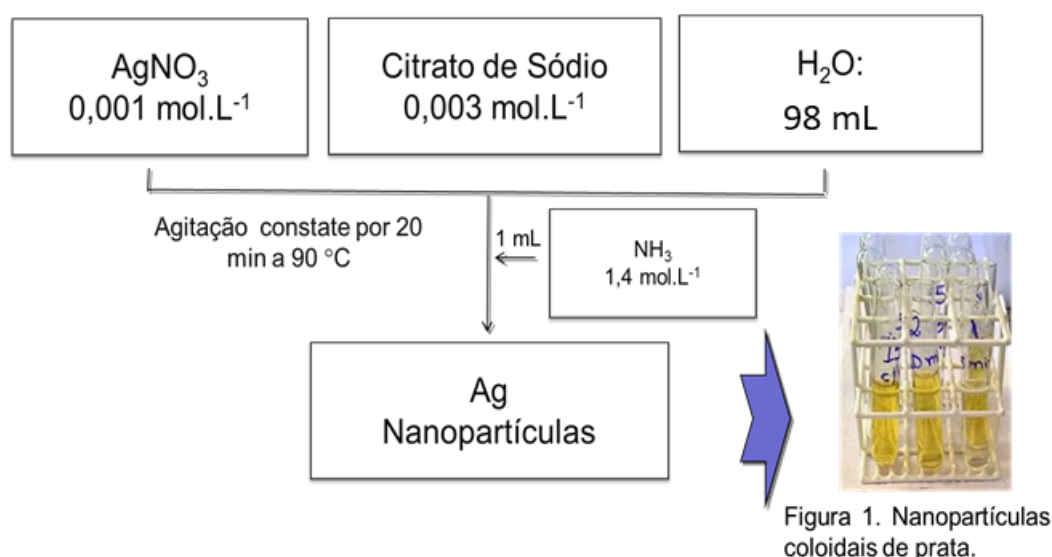 AgNO₃
0,001 mol.L⁻¹
Citrato de Sódio
0,003 mol.L⁻¹
H₂O:
98 mL
Agitação constate por 20
min a 90 °C
1 mL
NH₃
1,4 mol.L⁻¹
Ag
Nanopartículas
Figura 1. Nanopartículas
coloidais de prata.